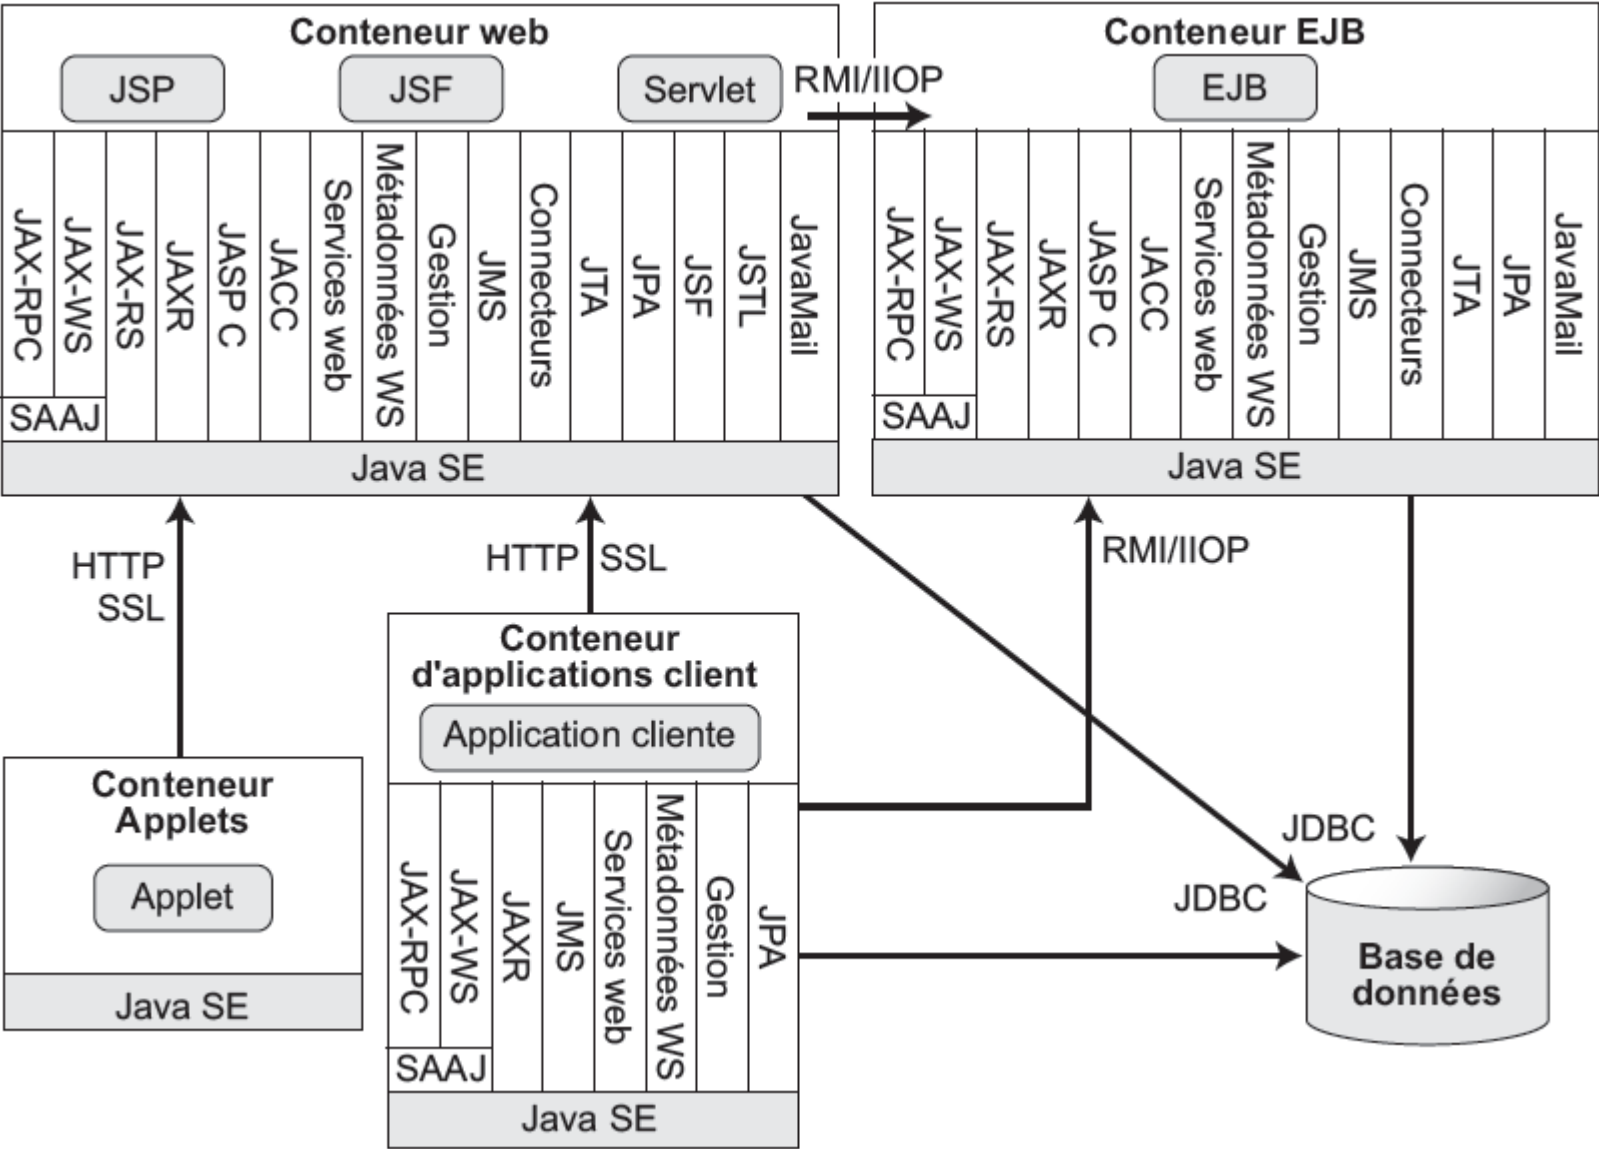 Conteneur web
JSP
JSF
Servlet
RMI/IIOP
JAX-RPC
JAX-WS
SAAJ
JAX-RS
JAXR
JASP C
JACC
Services web
Métadonnées WS
Gestion
JMS
Connecteurs
JTA
JPA
JSF
JSTL
JavaMail
Java SE
Conteneur EJB
EJB
JAX-RPC
JAX-WS
SAAJ
JAX-RS
JAXR
JASP C
JACC
Services web
Métadonnées WS
Gestion
JMS
Connecteurs
JTA
JPA
JavaMail
Java SE
HTTP
SSL
HTTP SSL
RMI/IIOP
Conteneur
Applets
Applet
Java SE
Conteneur
d'applications client
Application cliente
JAX-RPC
JAX-WS
SAAJ
JAXR
JMS
Services web
Métadonnées WS
Gestion
JPA
Java SE
JDBC
JDBC
Base de
données